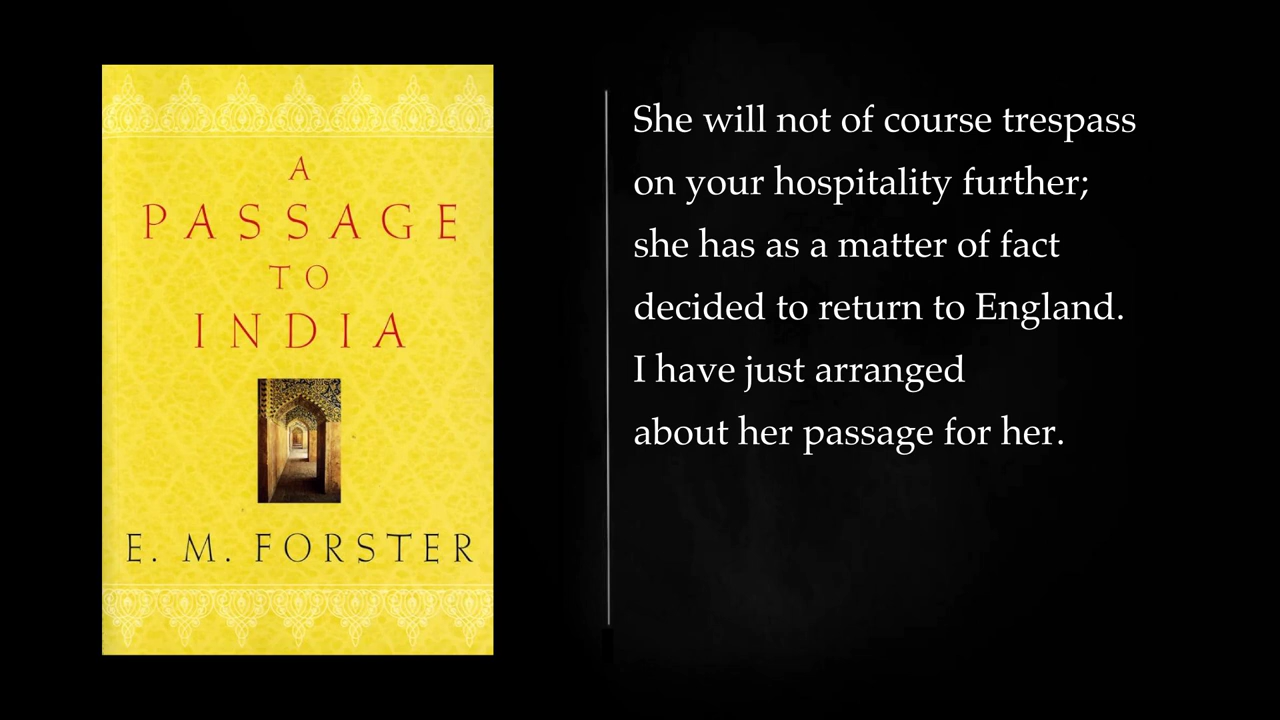 A
PASSAGE
TO
INDIA
E. M. FORSTER
She will not of course trespass
on your hospitality further;
she has as a matter of fact
decided to return to England.
I have just arranged
about her passage for her.